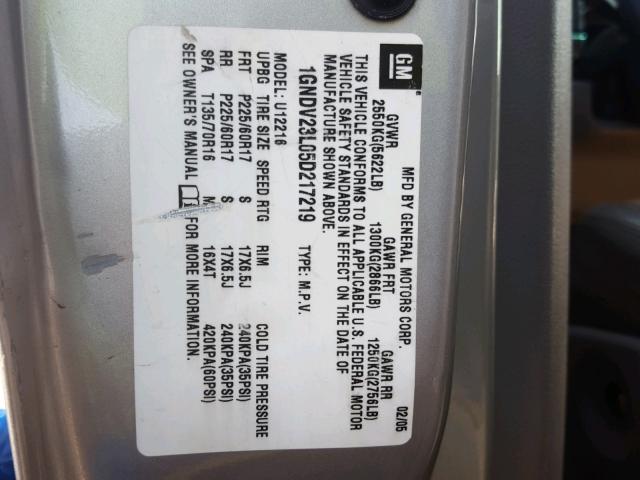 GM
MFD BY GENERAL MOTORS CORP. 02/05
GVWR GAWR FRT GAWR RR
2550KG(5622LB) 1300KG(2866LB) 1250KG(2756LB)
THIS VEHICLE CONFORMS TO ALL APPLICABLE U.S. FEDERAL MOTOR
VEHICLE SAFETY STANDARDS IN EFFECT ON THE DATE OF
MANUFACTURE SHOWN ABOVE.
1GNDV23L05D217219 TYPE: M.P.V.
MODEL: U12216
UPBG TIRE SIZE SPEED RTG RIM COLD TIRE PRESSURE
FRT P225/60R17 S 17X6.5J 240KPA(35PSI)
RR P225/60R17 S 17X6.5J 240KPA(35PSI)
SPA T135/70R16 M 16X4T 420KPA(60PSI)
SEE OWNER'S MANUAL FOR MORE INFORMATION.